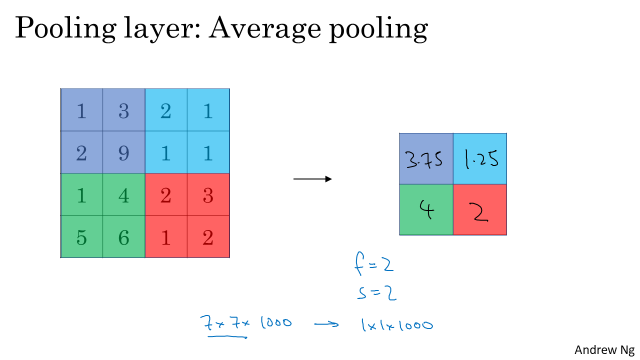 Pooling layer: Average pooling
1 3 2 1
2 9 1 1
1 4 2 3
5 6 1 2
3.75 1.25
4 2
f=2
s=2
7×7×1000 → 1×1×1000
Andrew Ng